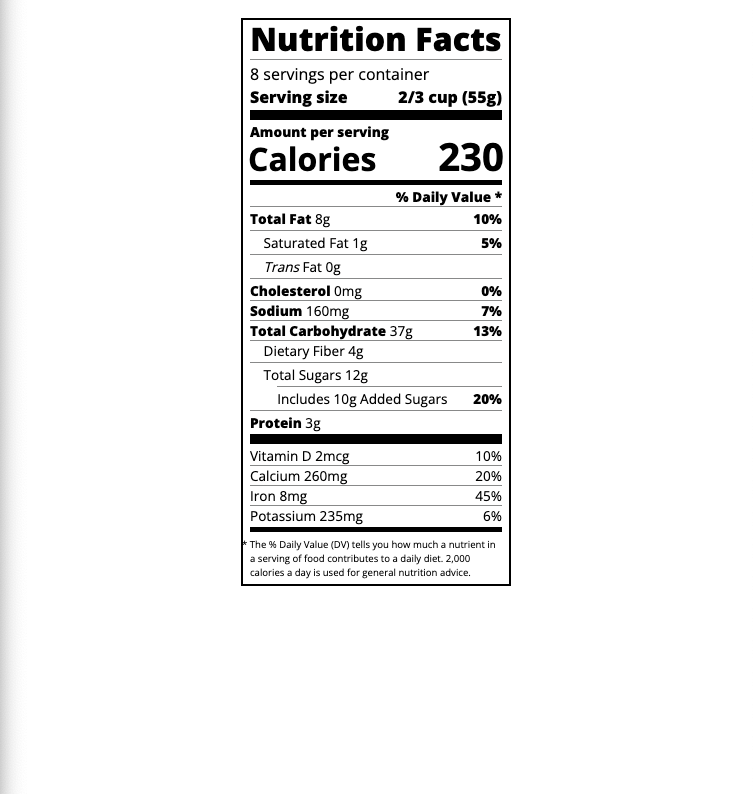 Nutrition Facts
8 servings per container
Serving size 2/3 cup (55g)
Amount per serving
Calories 230
% Daily Value *
Total Fat 8g 10%
Saturated Fat 1g 5%
Trans Fat 0g
Cholesterol 0mg 0%
Sodium 160mg 7%
Total Carbohydrate 37g 13%
Dietary Fiber 4g
Total Sugars 12g
Includes 10g Added Sugars 20%
Protein 3g
Vitamin D 2mcg 10%
Calcium 260mg 20%
Iron 8mg 45%
Potassium 235mg 6%
* The % Daily Value (DV) tells you how much a nutrient in
a serving of food contributes to a daily diet. 2,000
calories a day is used for general nutrition advice.